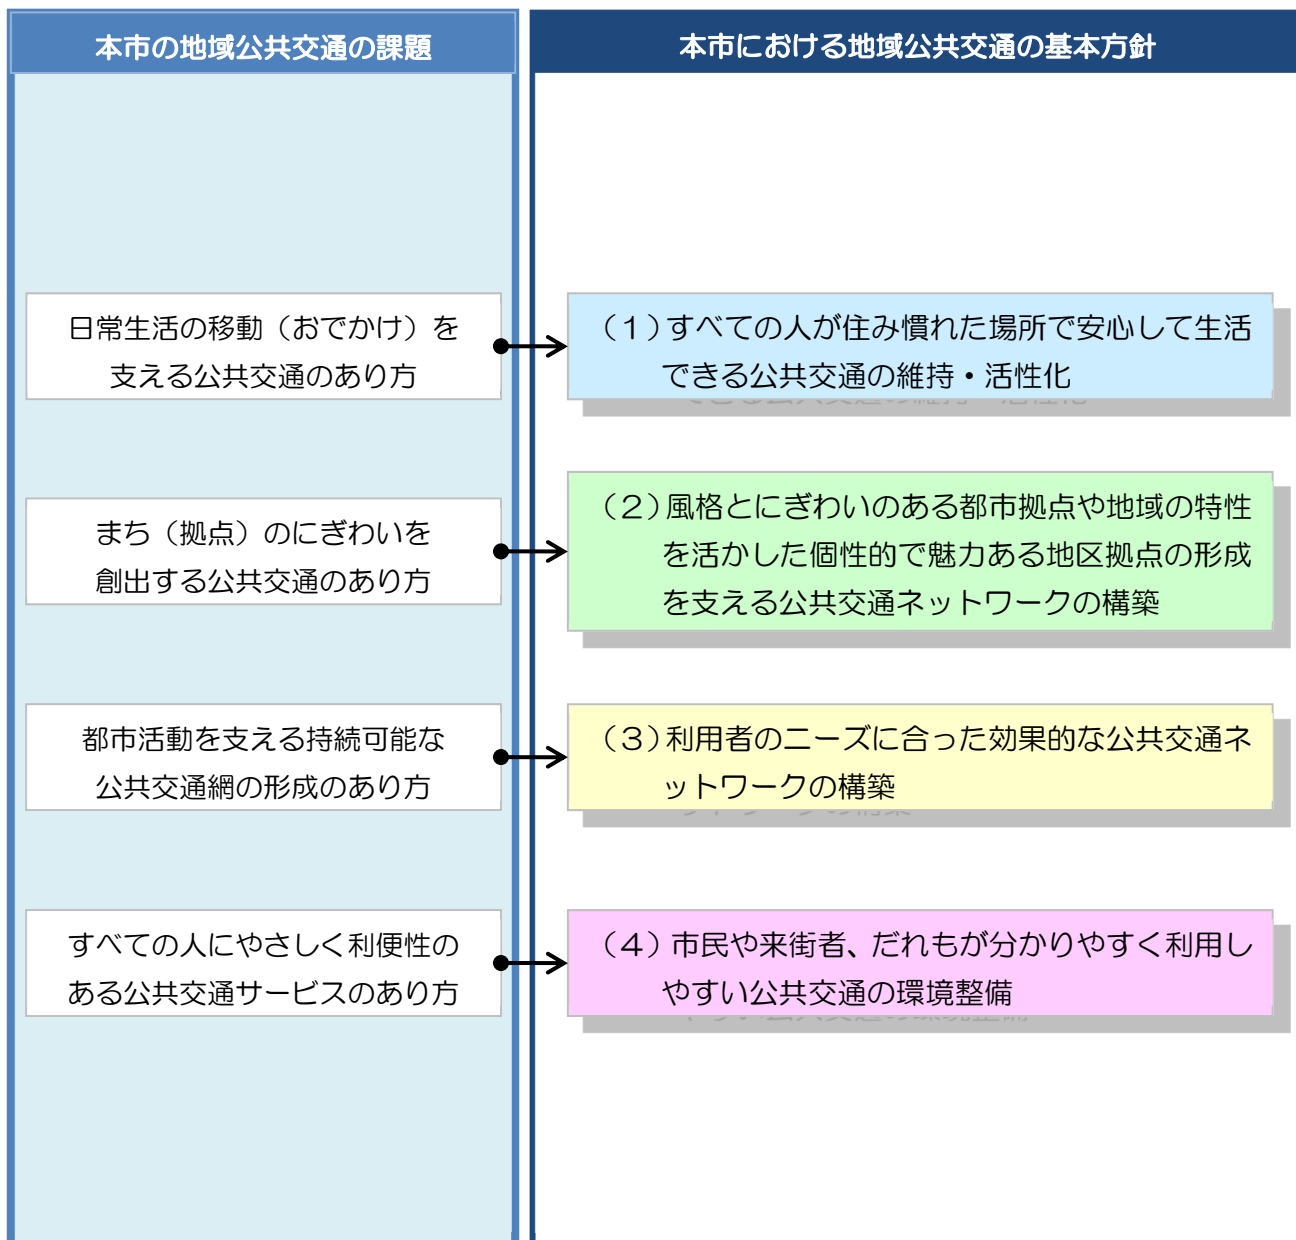 本市の地域公共交通の課題
本市における地域公共交通の基本方針
日常生活の移動（おでかけ）を
支える公共交通のあり方
（１）すべての人が住み慣れた場所で安心して生活
できる公共交通の維持・活性化
まち（拠点）のにぎわいを
創出する公共交通のあり方
（２）風格とにぎわいのある都市拠点や地域の特性
を活かした個性的で魅力ある地区拠点の形成
を支える公共交通ネットワークの構築
都市活動を支える持続可能な
公共交通網の形成のあり方
（３）利用者のニーズに合った効果的な公共交通ネ
ットワークの構築
すべての人にやさしく利便性の
ある公共交通サービスのあり方
（４）市民や来街者、だれもが分かりやすく利用し
やすい公共交通の環境整備